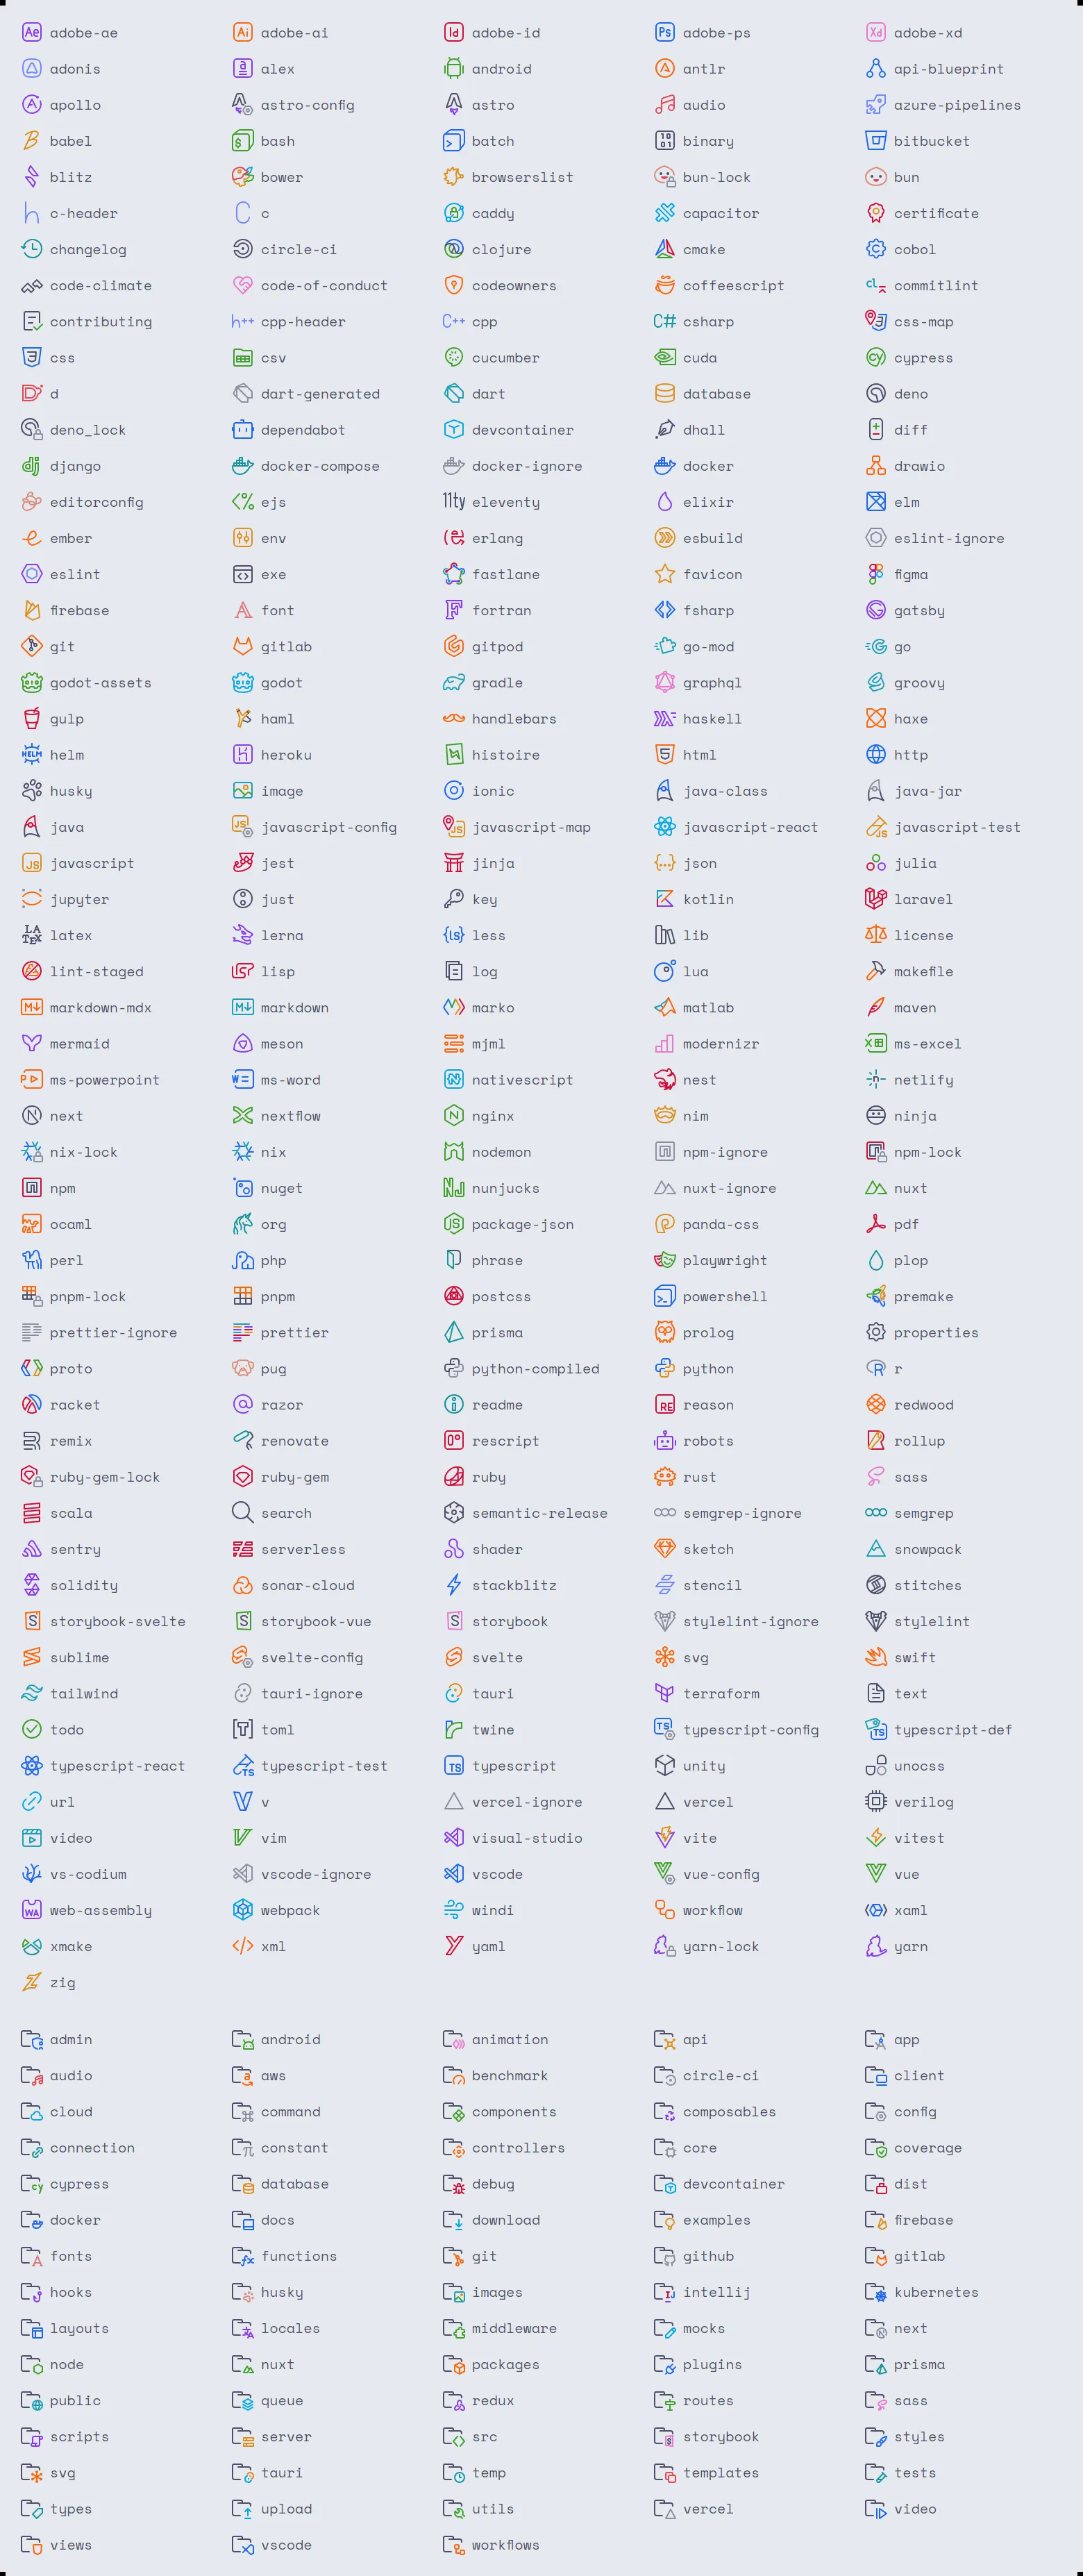 adobe-ae adobe-ai adobe-id adobe-ps adobe-xd
adonis alex android antlr api-blueprint
apollo astro-config astro audio azure-pipelines
babel bash batch binary bitbucket
blitz bower browserslist bun-lock bun
c-header c caddy capacitor certificate
changelog circle-ci clojure cmake cobol
code-climate code-of-conduct codeowners coffeescript commitlint
contributing cpp-header cpp csharp css-map
css csv cucumber cuda cypress
d dart-generated dart database deno
deno_lock dependabot devcontainer dhall diff
django docker-compose docker-ignore docker drawio
editorconfig ejs eleventy elixir elm
ember env erlang esbuild eslint-ignore
eslint exe fastlane favicon figma
firebase font fortran fsharp gatsby
git gitlab gitpod go-mod go
godot-assets godot gradle graphql groovy
gulp haml handlebars haskell haxe
helm heroku histoire html http
husky image ionic java-class java-jar
java javascript-config javascript-map javascript-react javascript-test
javascript jest jinja json julia
jupyter just key kotlin laravel
latex lerna less lib license
lint-staged lisp log lua makefile
markdown-mdx markdown marko matlab maven
mermaid meson mjml modernizr ms-excel
ms-powerpoint ms-word nativescript nest netlify
next nextflow nginx nim ninja
nix-lock nix nodemon npm-ignore npm-lock
npm nuget nunjucks nuxt-ignore nuxt
ocaml org package-json panda-css pdf
perl php phrase playwright plop
pnpm-lock pnpm postcss powershell premake
prettier-ignore prettier prisma prolog properties
proto pug python-compiled python r
racket razor readme reason redwood
remix renovate rescript robots rollup
ruby-gem-lock ruby-gem ruby rust sass
scala search semantic-release semgrep-ignore semgrep
sentry serverless shader sketch snowpack
solidity sonar-cloud stackblitz stencil stitches
storybook-svelte storybook-vue storybook stylelint-ignore stylelint
sublime svelte-config svelte svg swift
tailwind tauri-ignore tauri terraform text
todo toml twine typescript-config typescript-def
typescript-react typescript-test typescript unity unocss
url v vercel-ignore vercel verilog
video vim visual-studio vite vitest
vs-codium vscode-ignore vscode vue-config vue
web-assembly webpack windi workflow xaml
xmake xml yaml yarn-lock yarn
zig
admin android animation api app
audio aws benchmark circle-ci client
cloud command components composables config
connection constant controllers core coverage
cypress database debug devcontainer dist
docker docs download examples firebase
fonts functions git github gitlab
hooks husky images intellij kubernetes
layouts locales middleware mocks next
node nuxt packages plugins prisma
public queue redux routes sass
scripts server src storybook styles
svg tauri temp templates tests
types upload utils vercel video
views vscode workflows